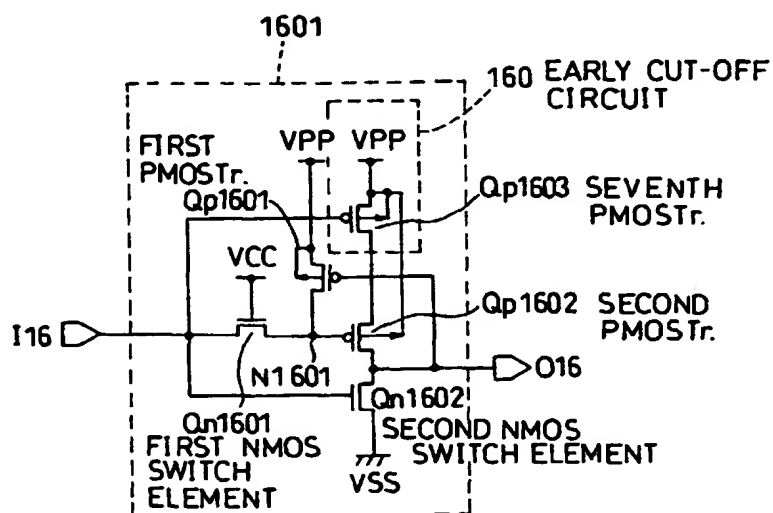 1601
160 EARLY CUT-OFF
CIRCUIT
FIRST
PMOSTr.
Qp1601
VPP
VPP
Qp1603 SEVENTH
PMOSTr.
VCC
Qp1602 SECOND
PMOSTr.
I16
N1601
O16
Qn1601
FIRST NMOS
SWITCH
ELEMENT
Qn1602
SECOND NMOS
SWITCH ELEMENT
VSS